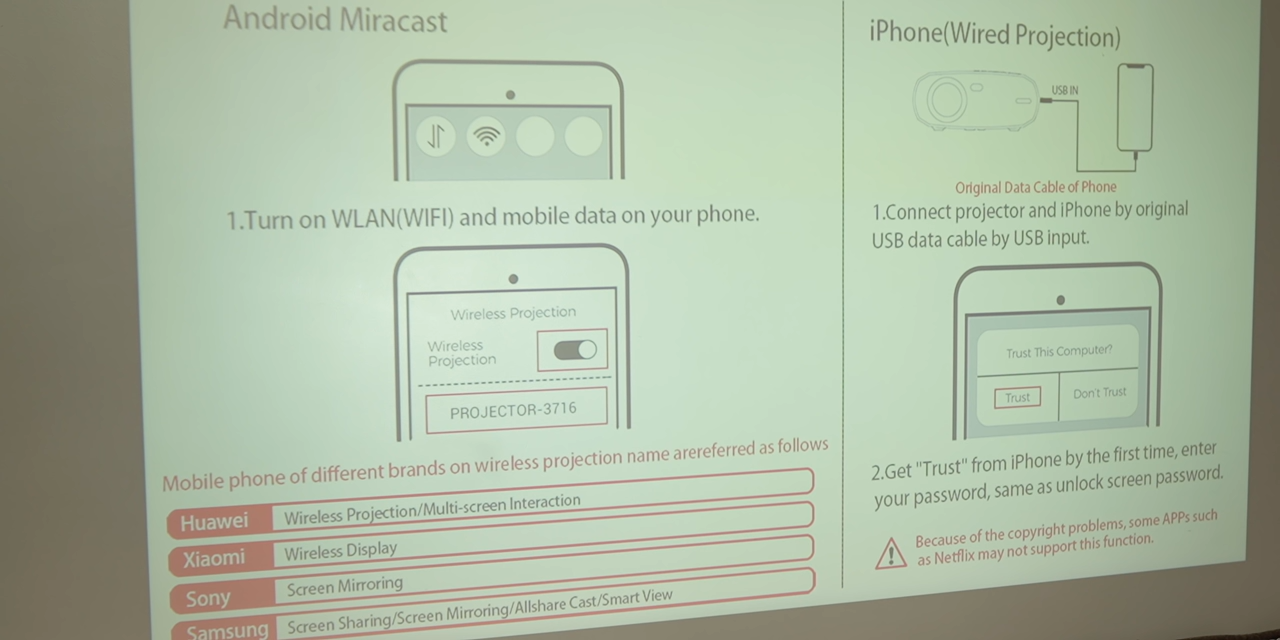 Android Miracast
1.Turn on WLAN(WIFI) and mobile data on your phone.
Wireless Projection
Wireless
Projection
PROJECTOR-3716
Mobile phone of different brands on wireless projection name arereferred as follows
Huawei Wireless Projection/Multi-screen Interaction
Xiaomi Wireless Display
Sony Screen Mirroring
Samsung Screen Sharing/Screen Mirroring/Allshare Cast/Smart View
iPhone(Wired Projection)
USB IN
Original Data Cable of Phone
1.Connect projector and iPhone by original
USB data cable by USB input.
Trust This Computer?
Trust Don't Trust
2.Get "Trust" from iPhone by the first time, enter
your password, same as unlock screen password.
Because of the copyright problems, some APPs such
as Netflix may not support this function.